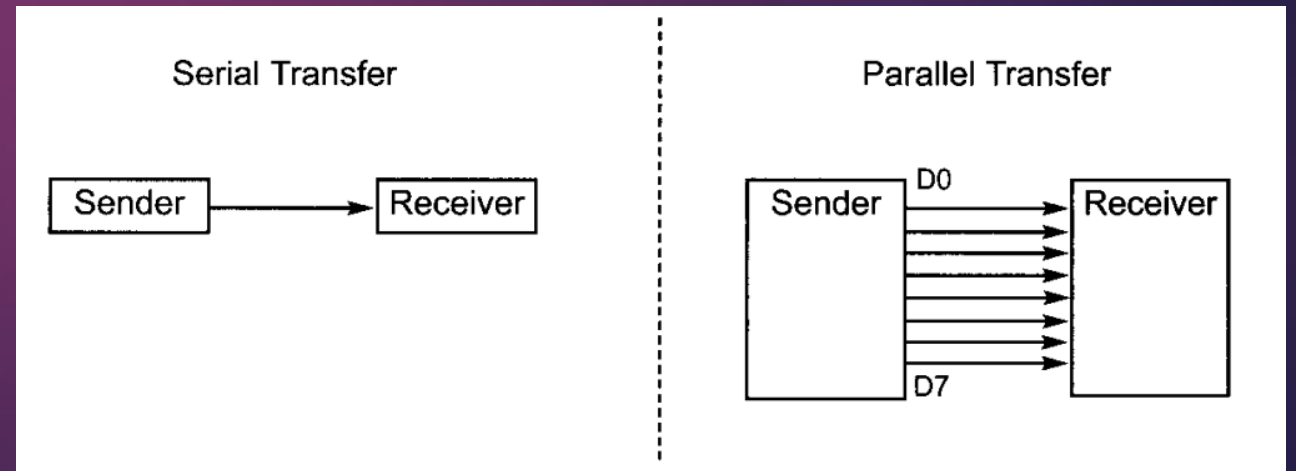 Serial Transfer
Sender
Receiver
Parallel Transfer
Sender
D0
Receiver
D7